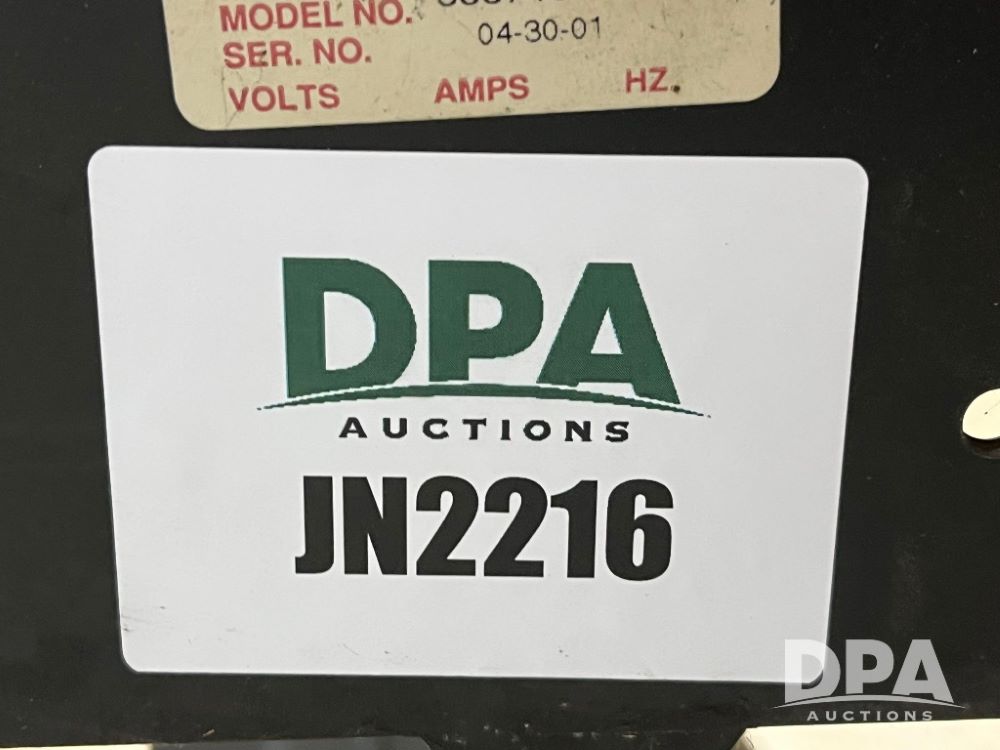 MODEL NO.
SER. NO. 04-30-01
VOLTS AMPS HZ.
DPA
AUCTIONS
JN2216
DPA
AUCTIONS